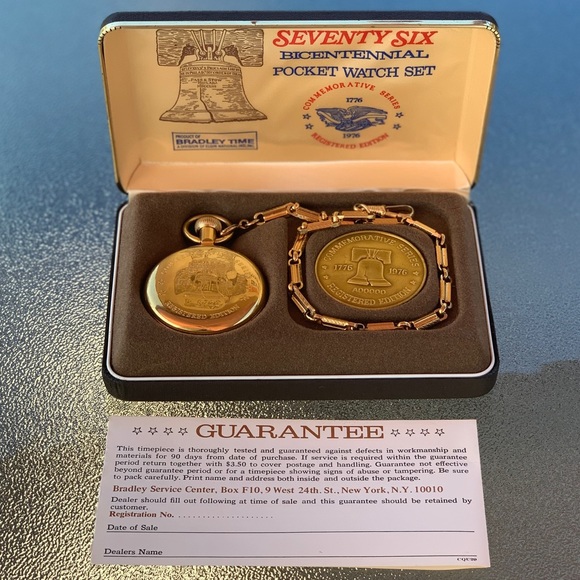 SEVENTY SIX
BICENTENNIAL
POCKET WATCH SET
COMMEMORATIVE SERIES
1776
1976
REGISTERED EDITION
PRODUCT OF
BRADLEY TIME
REGISTERED EDITION
COMMEMORATIVE SERIES
1776 1976
A00000
REGISTERED EDITION
GUARANTEE
This timepiece is thoroughly tested and guaranteed against defects in workmanship and
materials for 90 days from date of purchase. If service is required within the guarantee
period return together with $3.50 to cover postage and handling. Guarantee not effective
beyond guarantee period or for a timepiece showing signs of abuse or tampering. Be sure
to pack carefully. Print name and address both inside and outside the package.
Bradley Service Center, Box F10, 9 West 24th. St., New York, N.Y. 10010
Dealer should fill out following at time of sale and this guarantee should be retained by
customer.
Registration No.
Date of Sale
Dealers Name